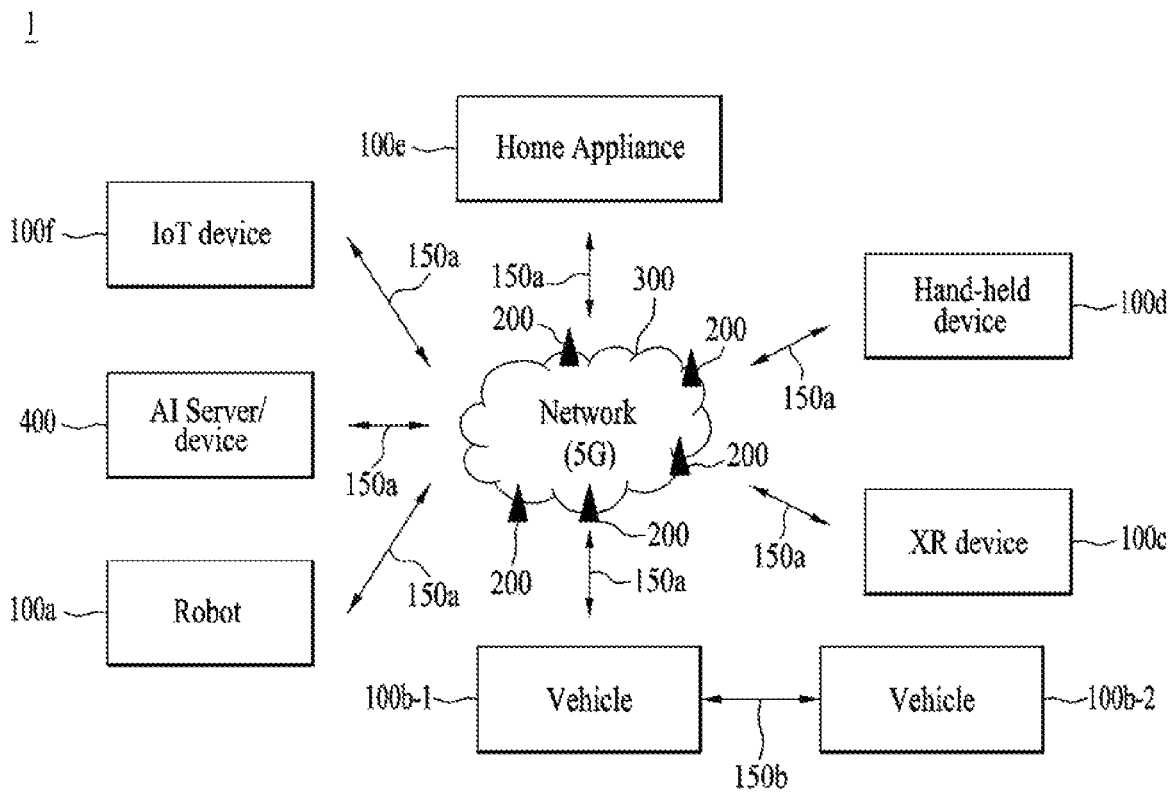 1
100e
Home Appliance
100f
IoT device
150a
150a
300
200
200
Hand-held
device
100d
150a
400
AI Server/
device
150a
Network
(5G)
200
200
200
150a
XR device
100c
100a
Robot
150a
150a
100b-1
Vehicle
Vehicle
100b-2
150b